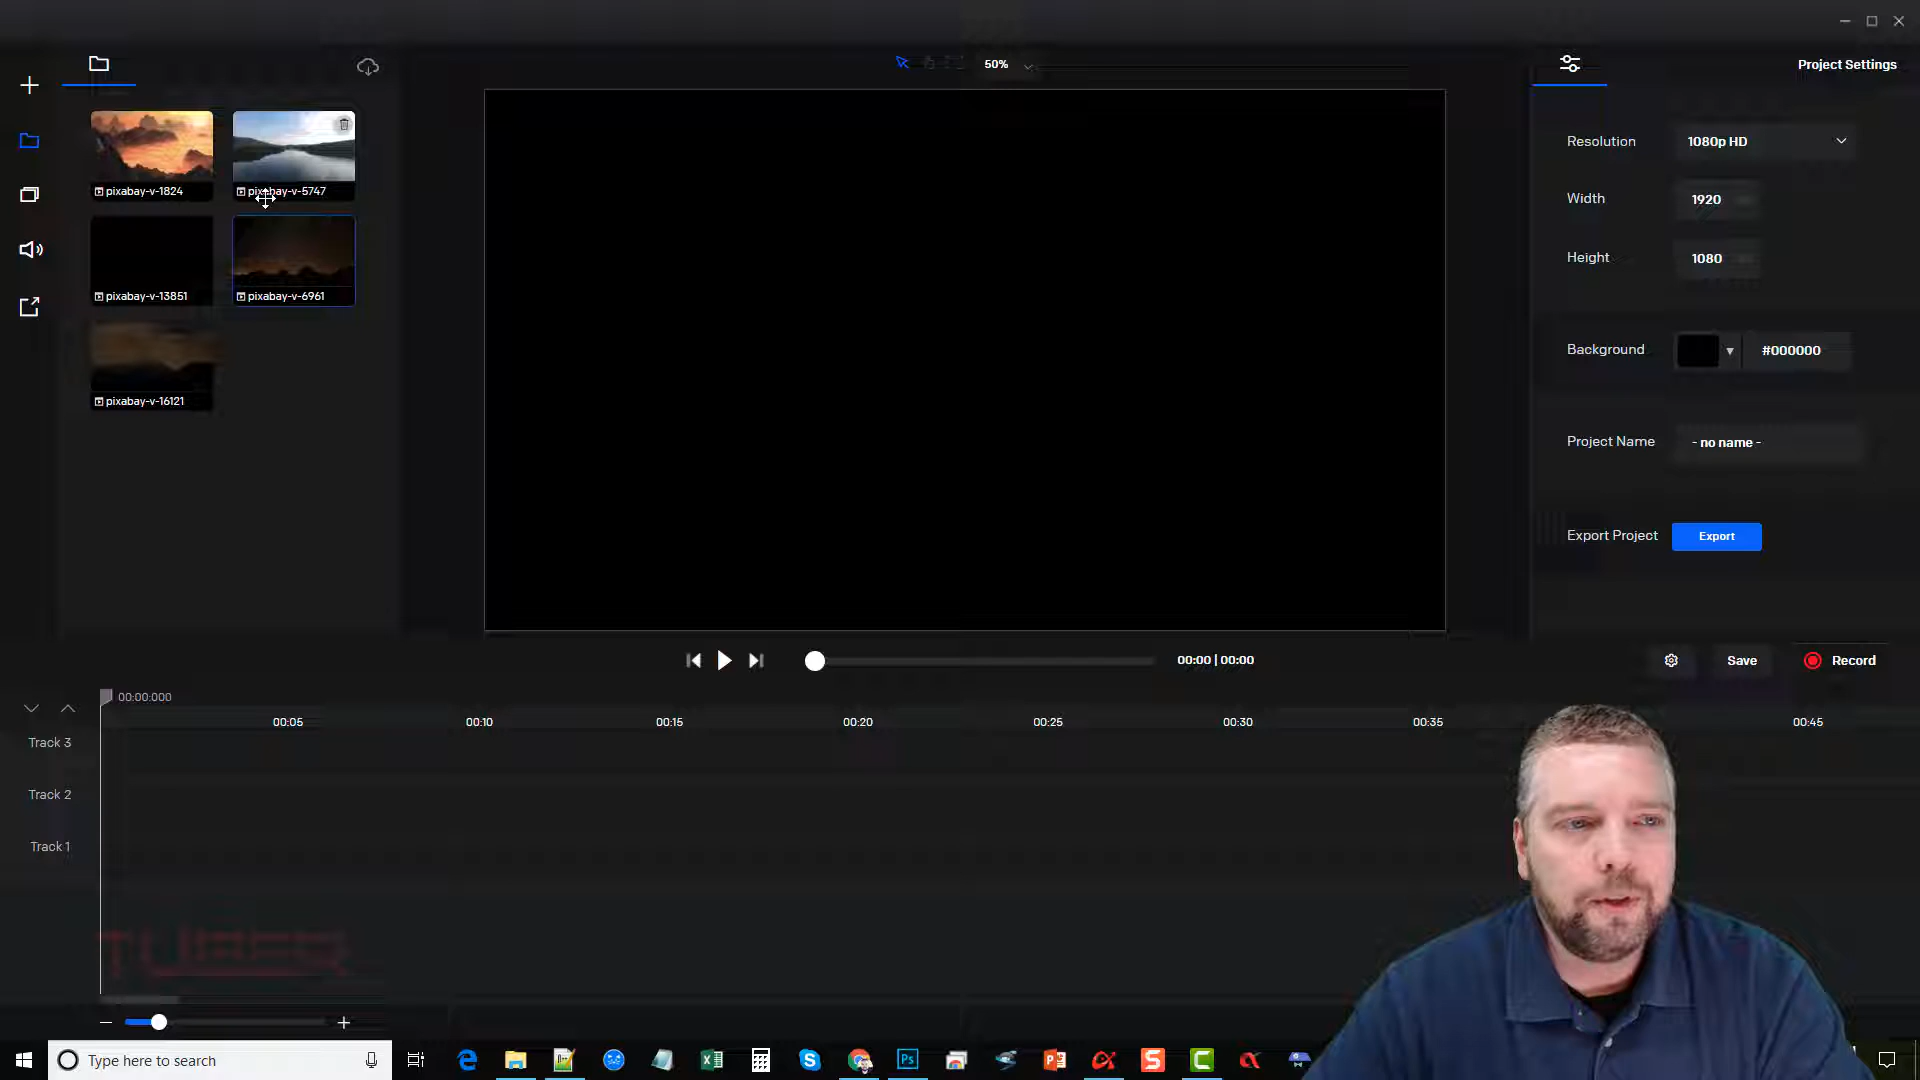 50%
Project Settings
pixabay-v-1824
pixabay-v-5747
pixabay-v-13851
pixabay-v-6961
pixabay-v-16121
Resolution
1080p HD
Width
1920
Height
1080
Background
#000000
Project Name
- no name -
Export Project
Export
00:00 | 00:00
Save
Record
00:00:000
00:05
00:10
00:15
00:20
00:25
00:30
00:35
00:45
Track 3
Track 2
Track 1
Type here to search